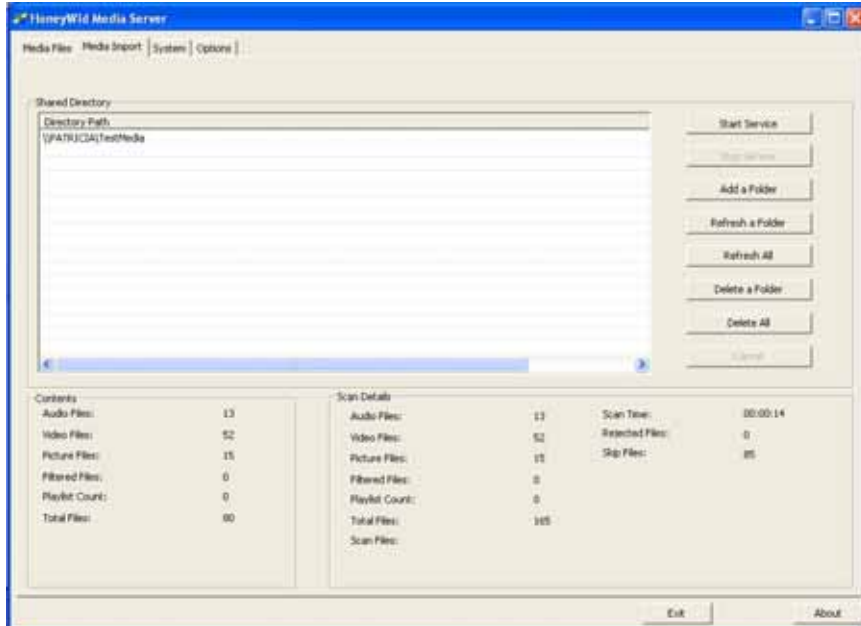 HoneyWid Media Server
Media Files Media Import System Options
Shared Directory
Directory Path
\\PATRICIA\TestMedia
Start Service
Stop Service
Add a Folder
Refresh a Folder
Refresh All
Delete a Folder
Delete All
Cancel
Contents
Audio Files: 13
Video Files: 52
Picture Files: 15
Filtered Files: 0
Playlist Count: 0
Total Files: 80
Scan Details
Audio Files: 13
Video Files: 52
Picture Files: 15
Filtered Files: 0
Playlist Count: 0
Total Files: 165
Scan Files:
Scan Time: 00:00:14
Rejected Files: 0
Skip Files: 85
Exit About